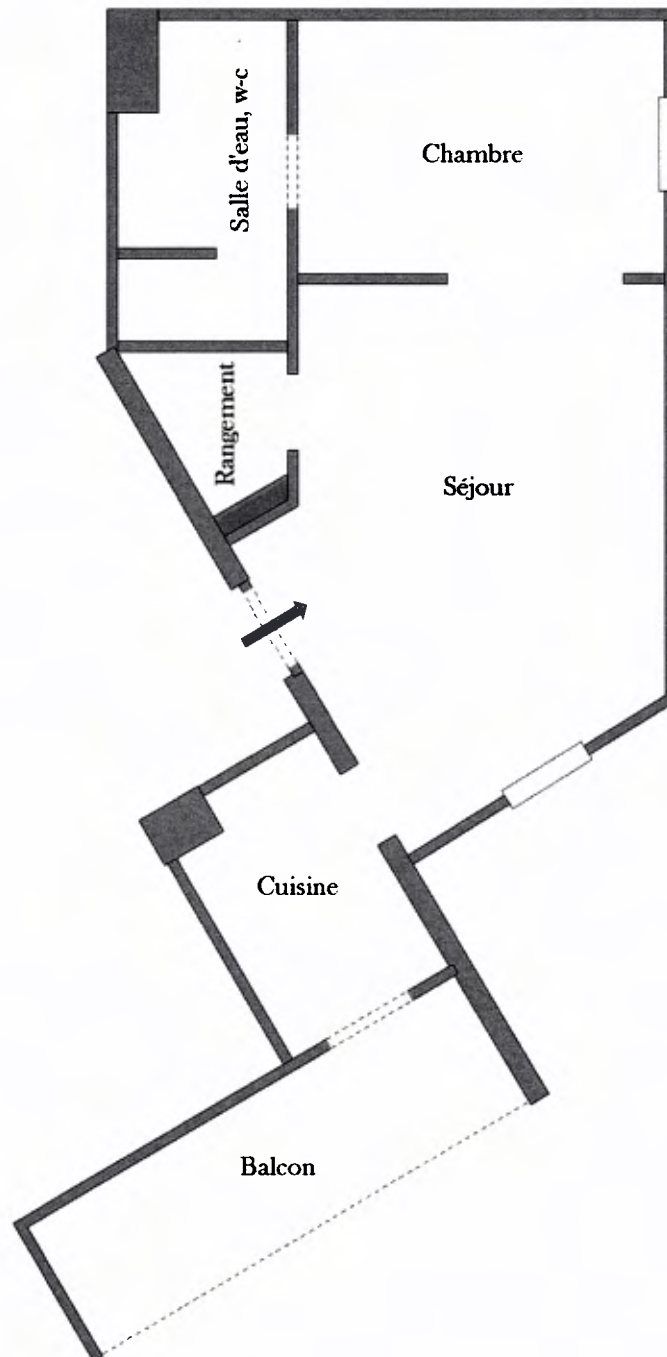 Salle d'eau, w-c
Chambre
Rangement
Séjour
Cuisine
Balcon